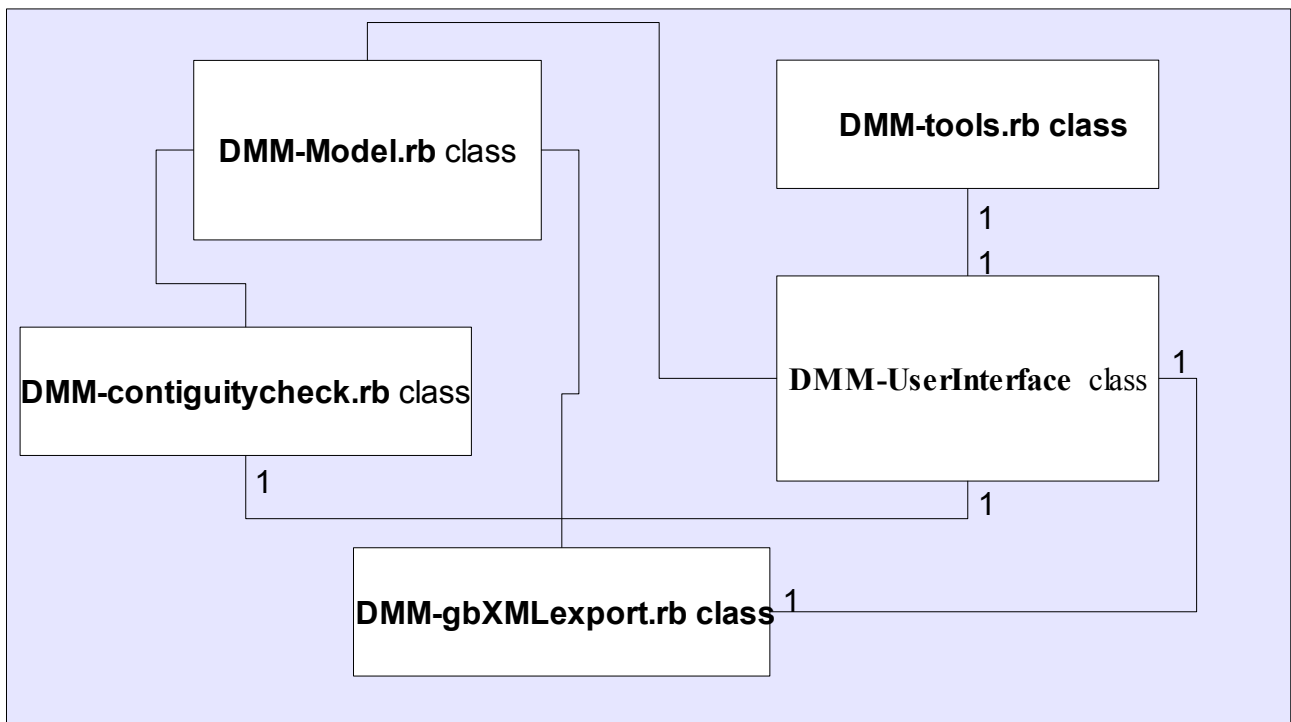 DMM-Model.rb class
DMM-tools.rb class
1
1
DMM-contiguitycheck.rb class
DMM-UserInterface class
1
1
1
DMM-gbXMLexport.rb class
1